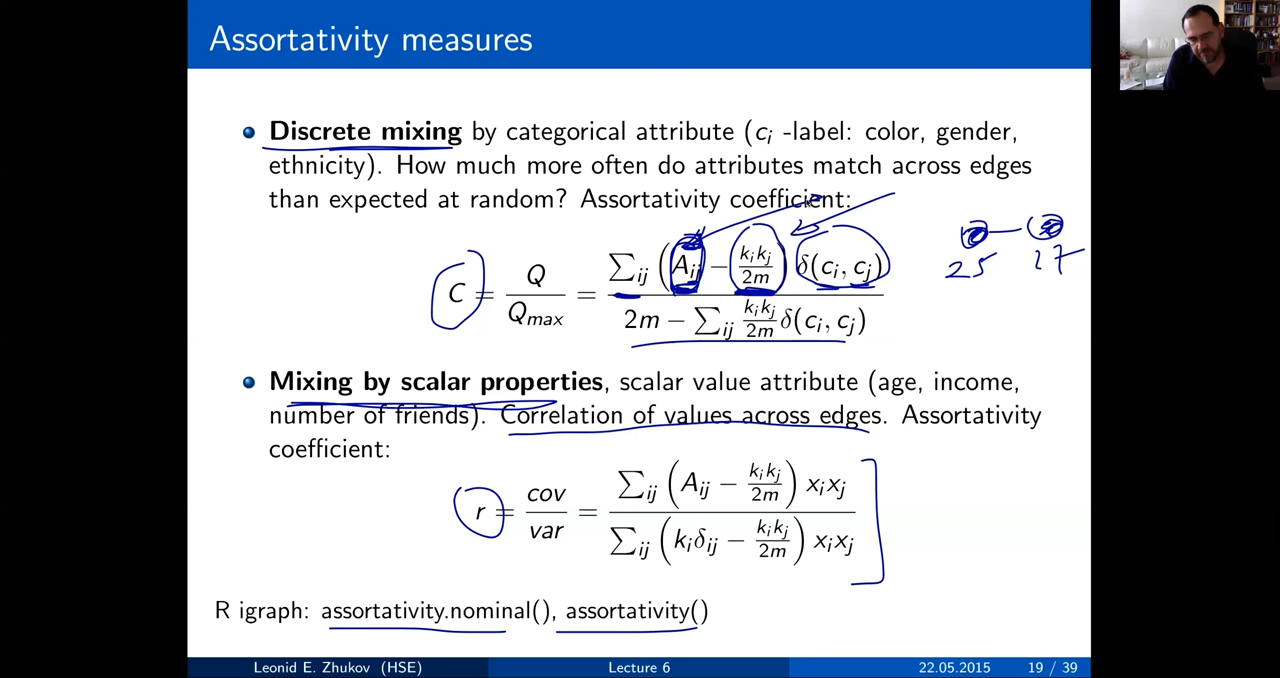 Assortativity measures
Discrete mixing by categorical attribute (c_i -label: color, gender,
ethnicity). How much more often do attributes match across edges
than expected at random? Assortativity coefficient:
C = Q / Q_max = ∑_ij (A_ij − k_i k_j / 2m) δ(c_i, c_j) / 2m − ∑_ij k_i k_j / 2m δ(c_i, c_j)
25 27
Mixing by scalar properties, scalar value attribute (age, income,
number of friends). Correlation of values across edges. Assortativity
coefficient:
r = cov / var = ∑_ij (A_ij − k_i k_j / 2m) x_i x_j / ∑_ij (k_i δ_ij − k_i k_j / 2m) x_i x_j
R igraph: assortativity.nominal(), assortativity()
Leonid E. Zhukov (HSE) Lecture 6 22.05.2015 19 / 39